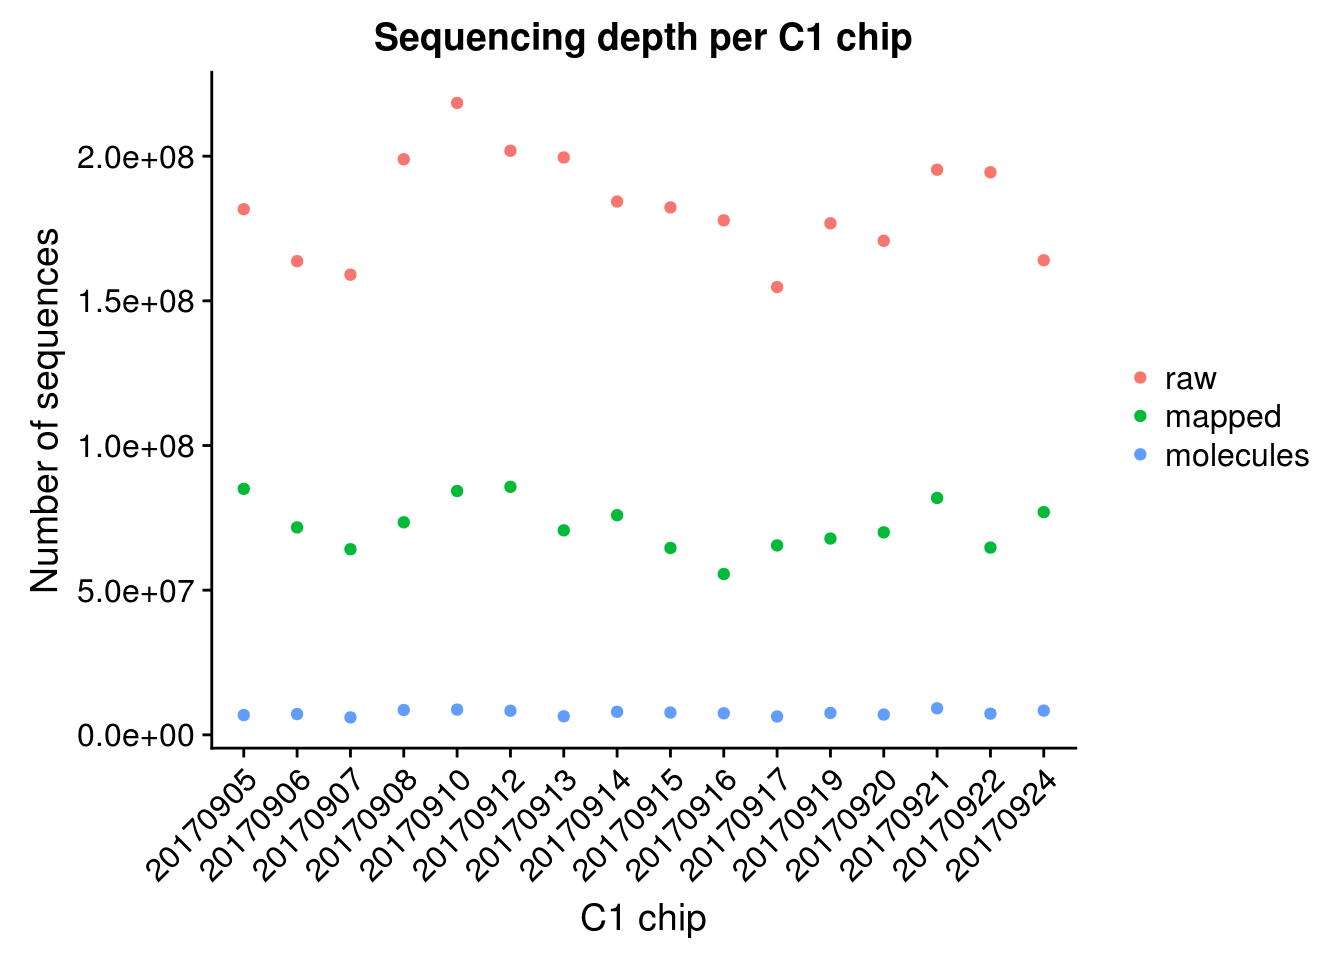 Sequencing depth per C1 chip
Number of sequences
2.0e+08
1.5e+08
1.0e+08
5.0e+07
0.0e+00
20170905
20170906
20170907
20170908
20170910
20170912
20170913
20170914
20170915
20170916
20170917
20170919
20170920
20170921
20170922
20170924
C1 chip
raw
mapped
molecules